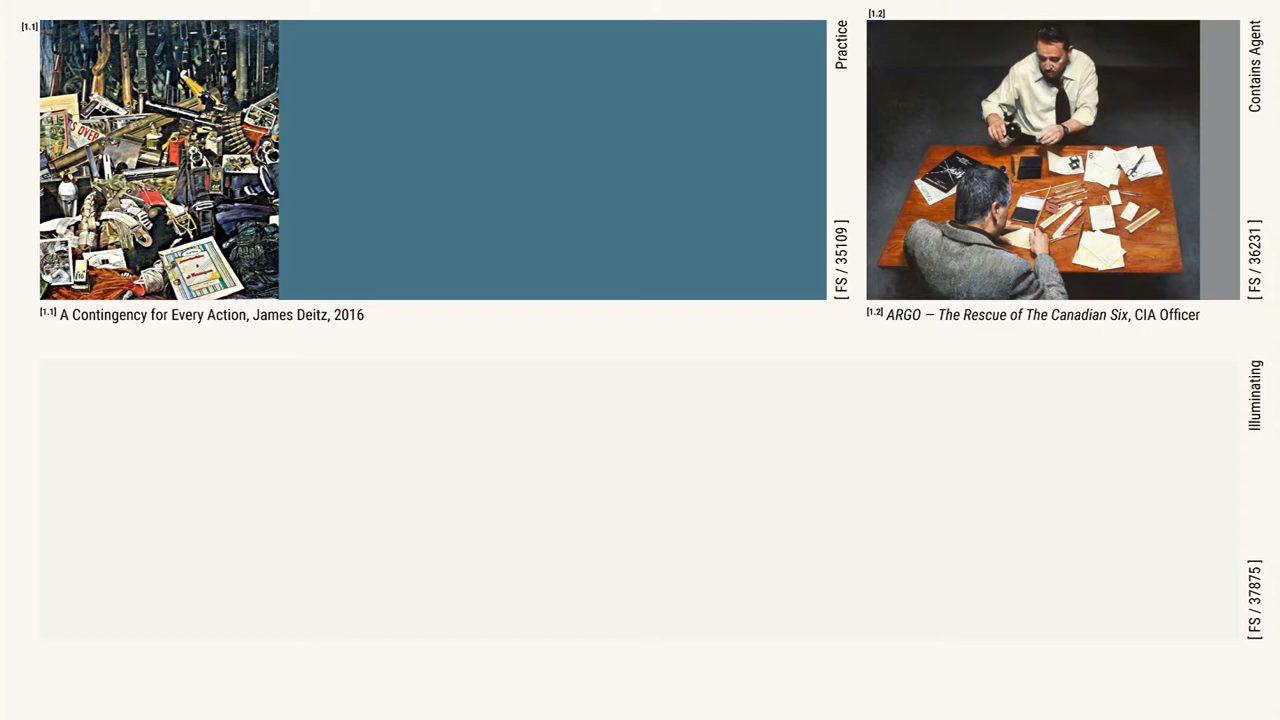 [1.1]
Practice
[ FS / 35109 ]
[1.2]
Contains Agent
[ FS / 36231 ]
S OVER
[1.1] A Contingency for Every Action, James Deitz, 2016
[1.2] ARGO – The Rescue of The Canadian Six, CIA Officer
Illuminating
[ FS / 37875 ]